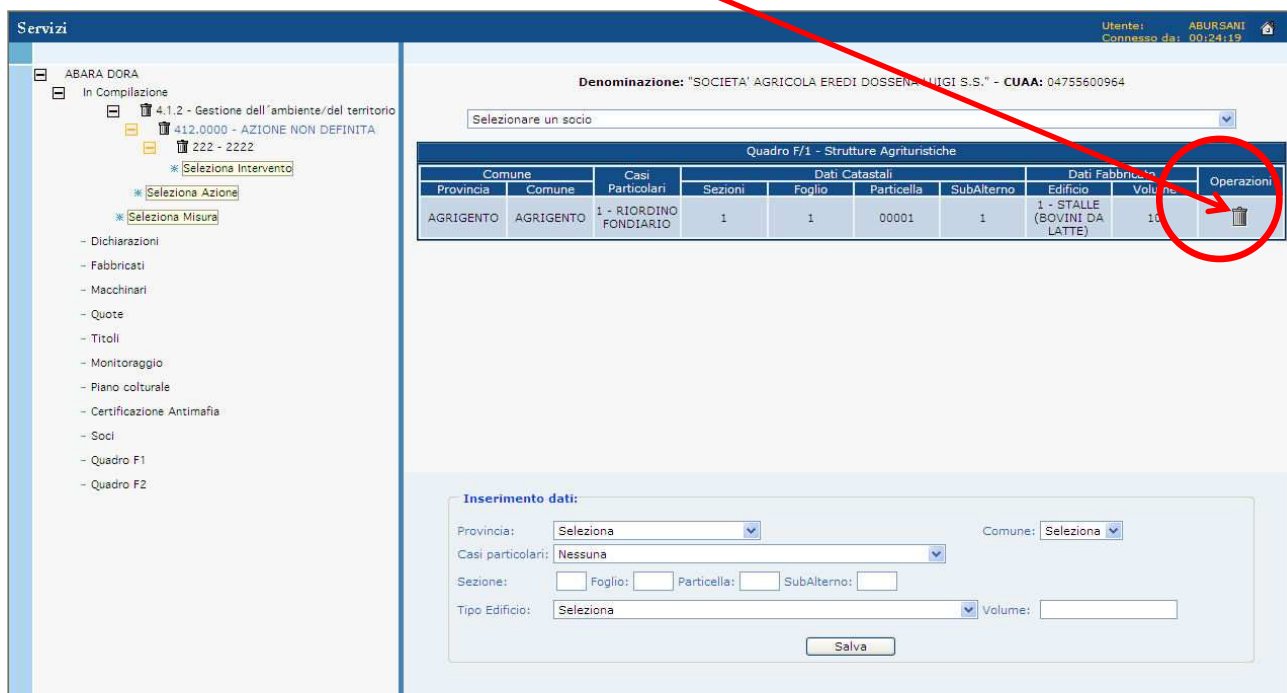 Servizi
Utente: ABURSANI
Connesso da: 00:24:19
ABARA DORA
In Compilazione
4.1.2 - Gestione dell´ambiente/del territorio
412.0000 - AZIONE NON DEFINITA
222 - 2222
Seleziona Intervento
Seleziona Azione
Seleziona Misura
- Dichiarazioni
- Fabbricati
- Macchinari
- Quote
- Titoli
- Monitoraggio
- Piano colturale
- Certificazione Antimafia
- Soci
- Quadro F1
- Quadro F2
Denominazione: "SOCIETA' AGRICOLA EREDI DOSSENA LUIGI S.S." - CUAA: 04755600964
Selezionare un socio
Quadro F/1 - Strutture Agrituristiche
Comune Casi Particolari Dati Catastali Dati Fabbricato Operazioni
Provincia Comune Sezioni Foglio Particella SubAlterno Edificio Volume
AGRIGENTO AGRIGENTO 1 - RIORDINO FONDIARIO 1 1 00001 1 1 - STALLE (BOVINI DA LATTE)
Inserimento dati:
Provincia: Seleziona Comune: Seleziona
Casi particolari: Nessuna
Sezione: Foglio: Particella: SubAlterno:
Tipo Edificio: Seleziona Volume:
Salva